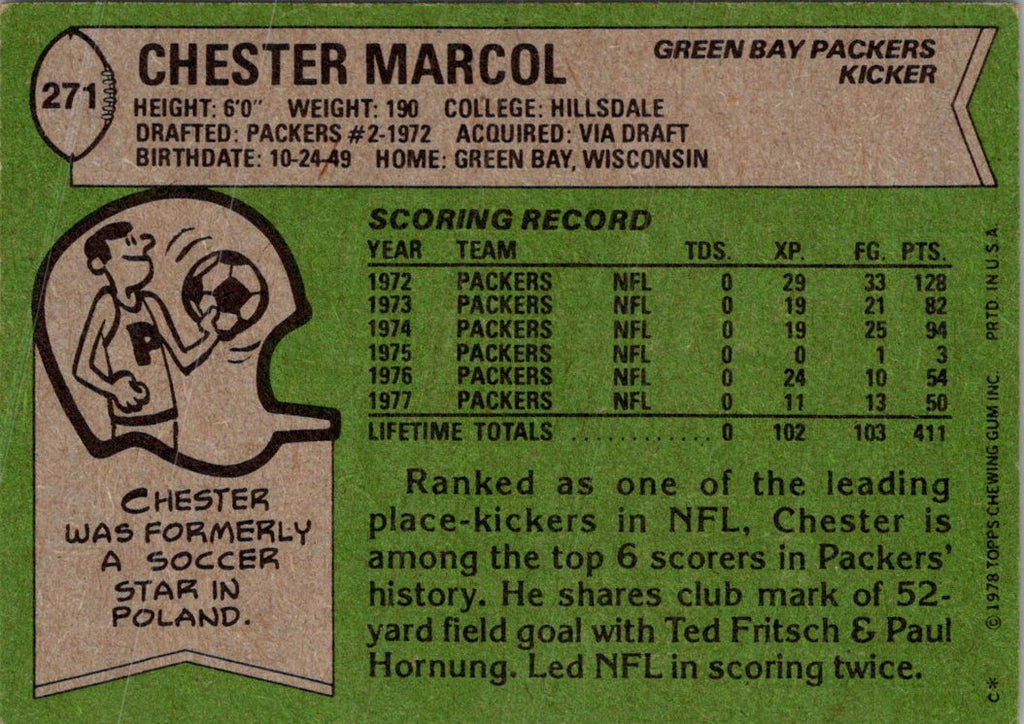 271
CHESTER MARCOL
GREEN BAY PACKERS
KICKER
HEIGHT: 6'0" WEIGHT: 190 COLLEGE: HILLSDALE
DRAFTED: PACKERS #2-1972 ACQUIRED: VIA DRAFT
BIRTHDATE: 10-24-49 HOME: GREEN BAY, WISCONSIN
P
CHESTER
WAS FORMERLY
A SOCCER
STAR IN
POLAND.
SCORING RECORD
YEAR TEAM TDS. XP. FG. PTS.
1972 PACKERS NFL 0 29 33 128
1973 PACKERS NFL 0 19 21 82
1974 PACKERS NFL 0 19 25 94
1975 PACKERS NFL 0 0 1 3
1976 PACKERS NFL 0 24 10 54
1977 PACKERS NFL 0 11 13 50
LIFETIME TOTALS ............ 0 102 103 411
Ranked as one of the leading
place-kickers in NFL, Chester is
among the top 6 scorers in Packers'
history. He shares club mark of 52-
yard field goal with Ted Fritsch & Paul
Hornung. Led NFL in scoring twice.
C* © 1978 TOPPS CHEWING GUM INC. PRTD. IN U.S.A.